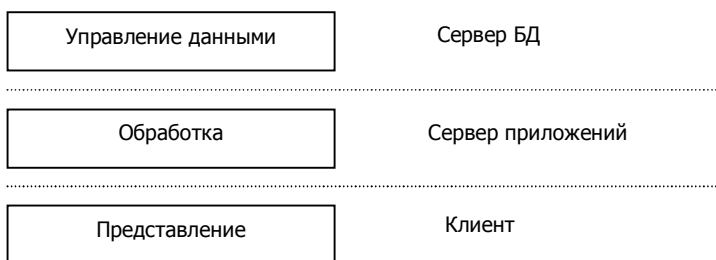 Управление данными
Сервер БД
Обработка
Сервер приложений
Представление
Клиент